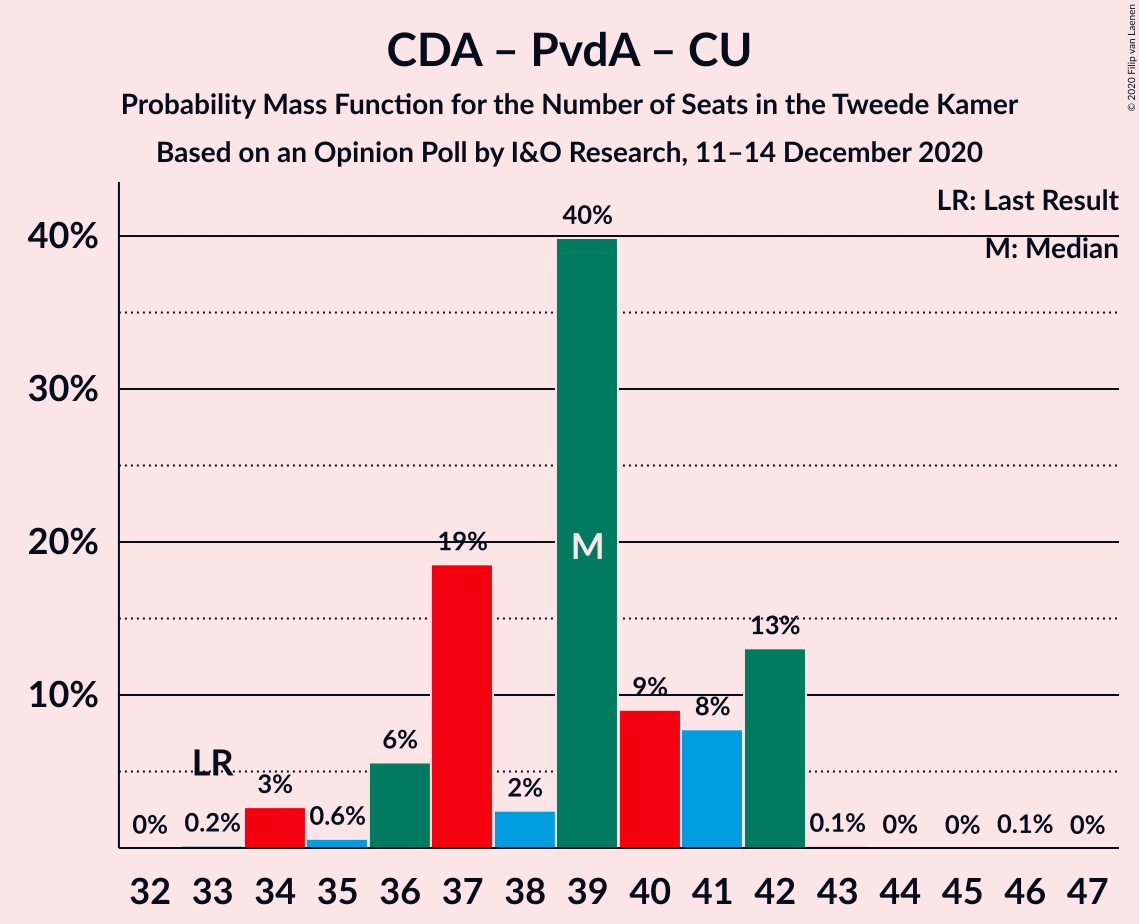 CDA – PvdA – CU
Probability Mass Function for the Number of Seats in the Tweede Kamer
Based on an Opinion Poll by I&O Research, 11–14 December 2020
© 2020 Filip van Laenen
LR: Last Result
M: Median
40%
30%
20%
10%
0%
0.2%
LR
3%
0.6%
6%
19%
2%
40%
M
9%
8%
13%
0.1%
0%
0%
0.1%
0%
32 33 34 35 36 37 38 39 40 41 42 43 44 45 46 47